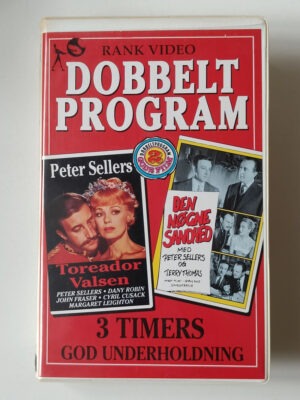 RANK VIDEO
DOBBELT
PROGRAM
2
Peter Sellers
Toreador
Valsen
PETER SELLERS • DANY ROBIN
JOHN FRASER • CYRIL CUSACK
MARGARET LEIGHTON
DEN
NØGNE
SANDHED
MED
PETER SELLERS
OG
TERRY THOMAS
3 TIMERS
GOD UNDERHOLDNING